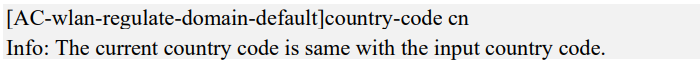 [AC-wlan-regulate-domain-default]country-code cn
Info: The current country code is same with the input country code.